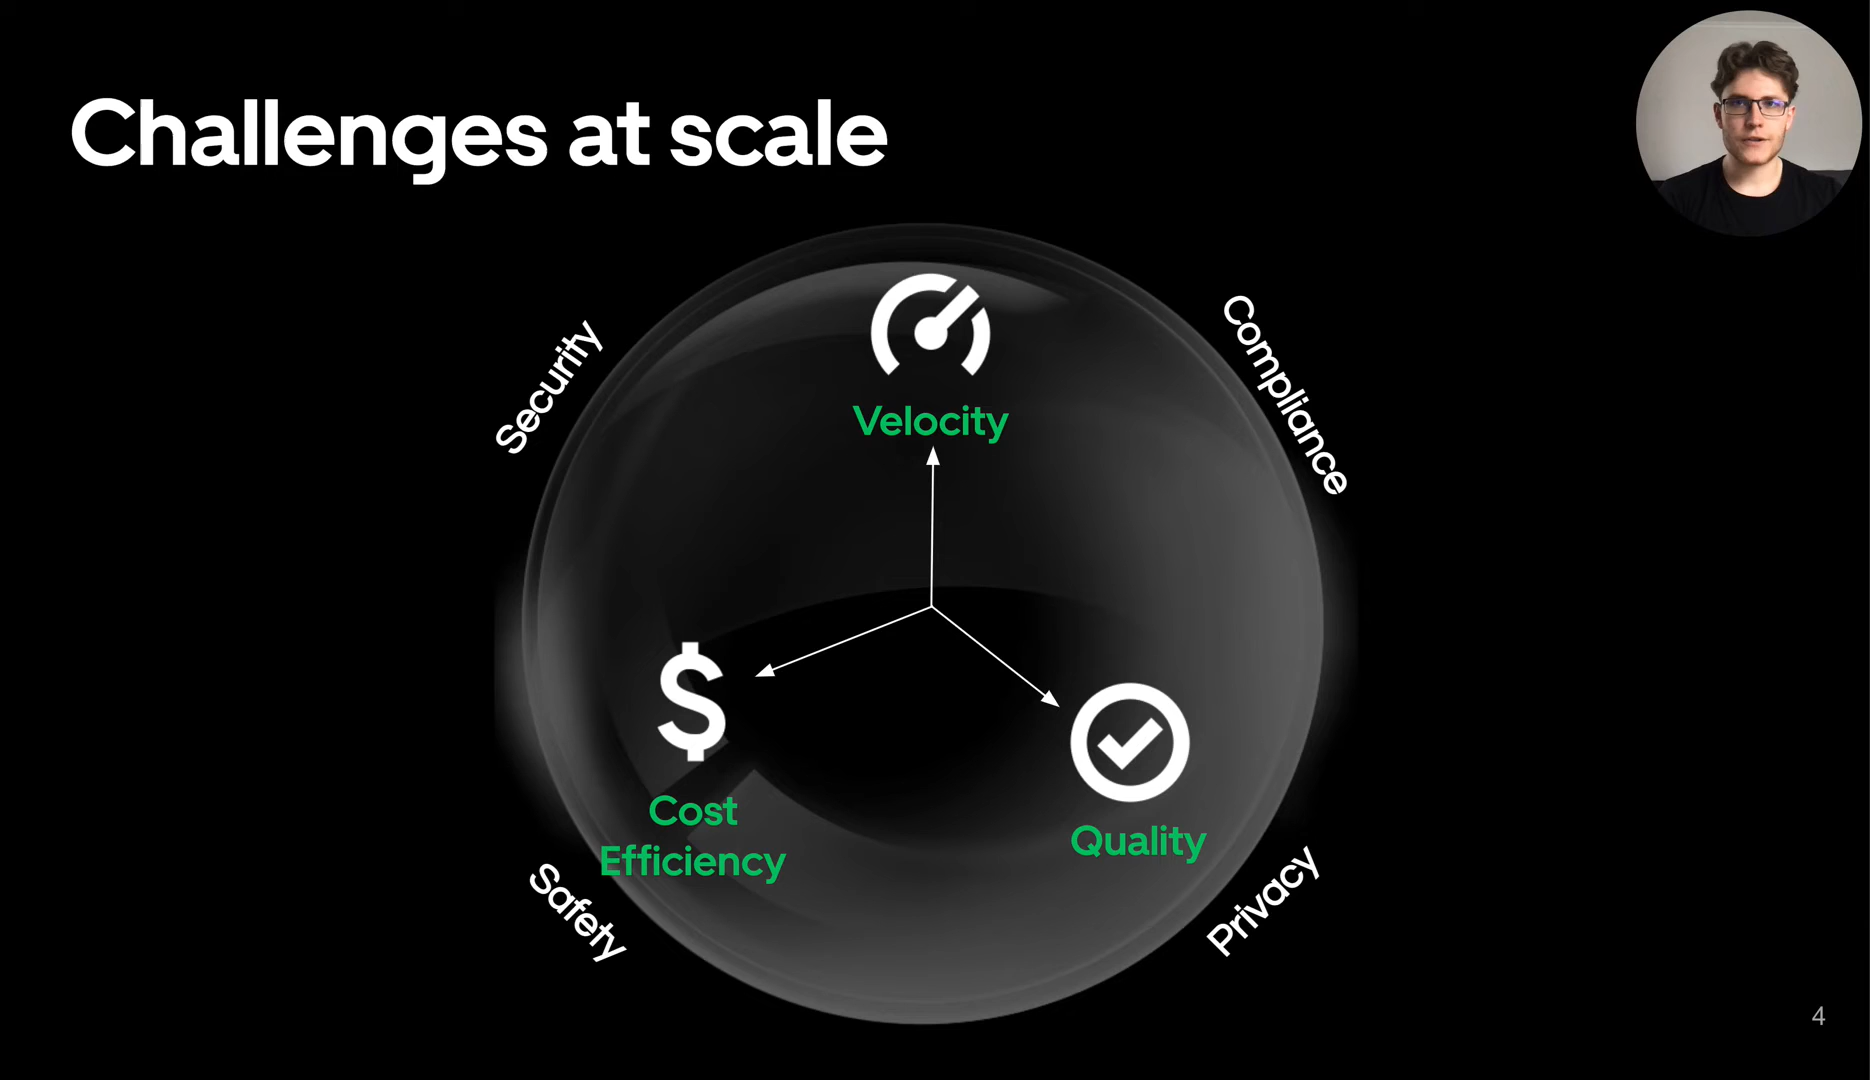 Challenges at scale
Security
Compliance
Velocity
Cost
Efficiency
Quality
Safety
Privacy
4